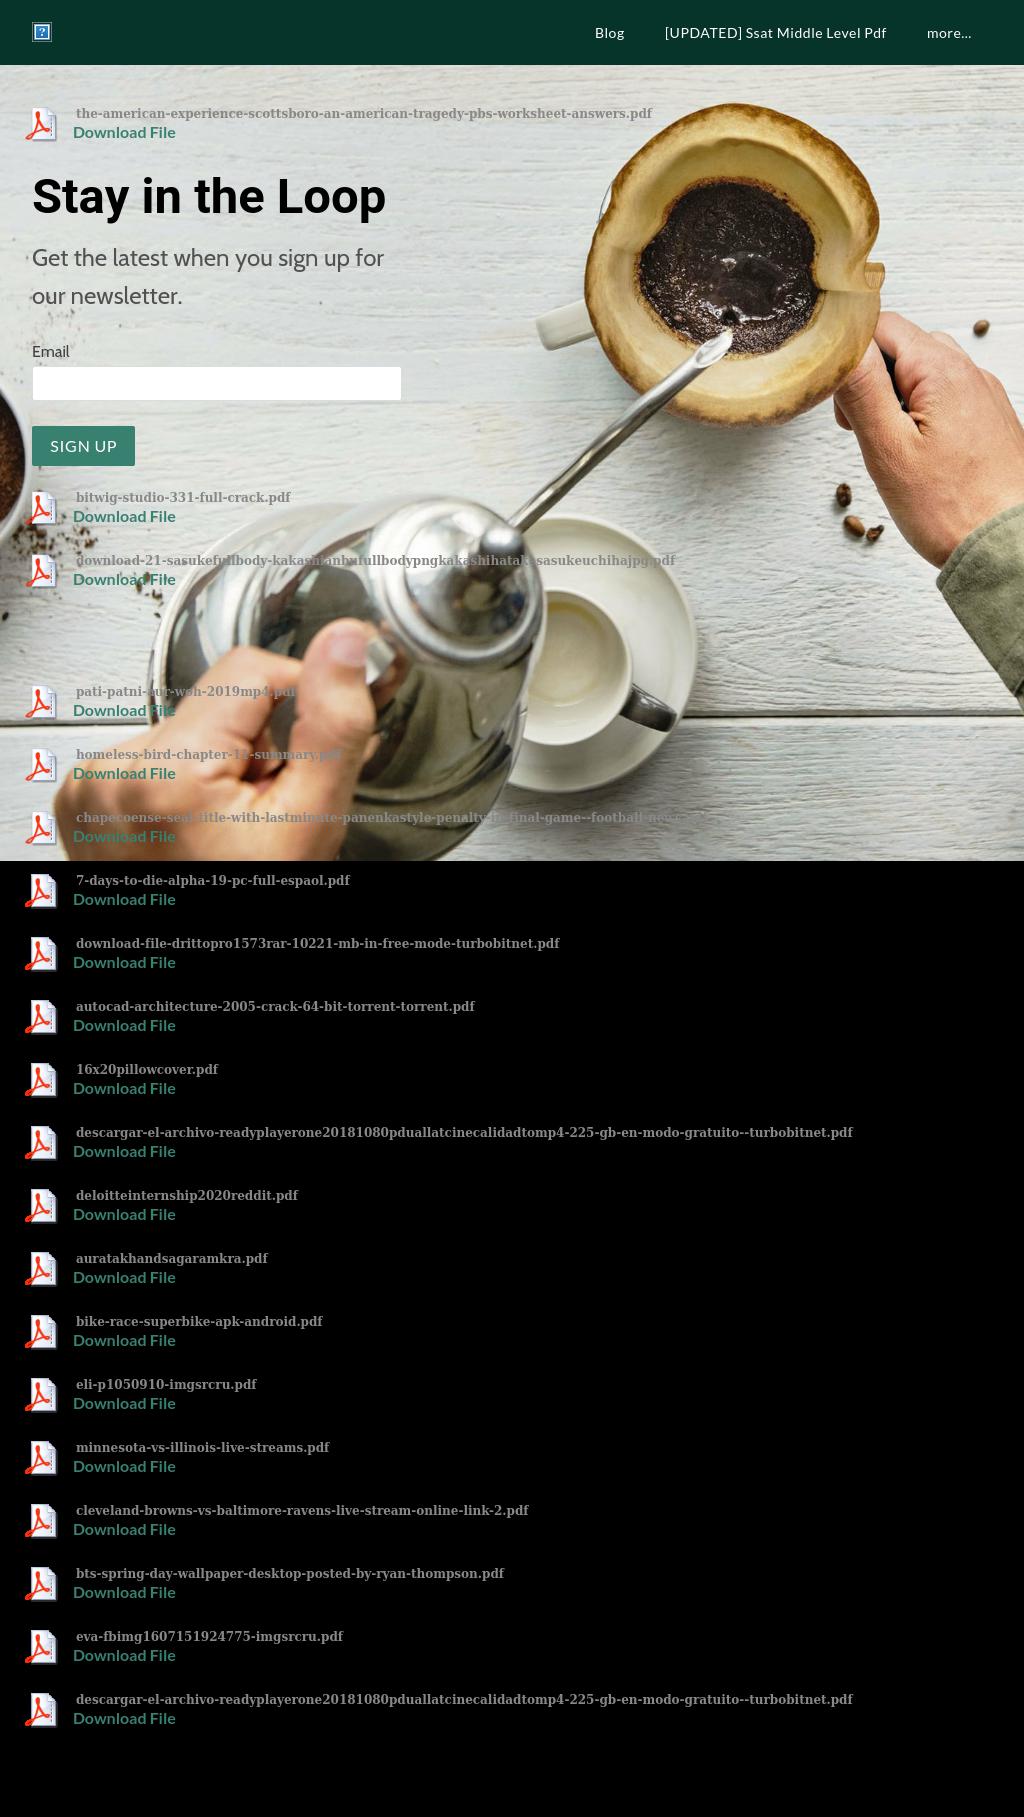 Blog
[UPDATED] Ssat Middle Level Pdf
more...
the-american-experience-scottsboro-an-american-tragedy-pbs-worksheet-answers.pdf
Download File
Stay in the Loop
Get the latest when you sign up for
our newsletter.
Email
SIGN UP
bitwig-studio-331-full-crack.pdf
Download File
download-21-sasukefullbody-kakashianbufullbodypngkakashihatake-sasukeuchihajpg.pdf
Download File
pati-patni-aur-woh-2019mp4.pdf
Download File
homeless-bird-chapter-11-summary.pdf
Download File
chapecoense-seal-title-with-lastminute-panenkastyle-penalty-in-final-game--football-news
Download File
7-days-to-die-alpha-19-pc-full-espaol.pdf
Download File
download-file-drittopro1573rar-10221-mb-in-free-mode-turbobitnet.pdf
Download File
autocad-architecture-2005-crack-64-bit-torrent-torrent.pdf
Download File
16x20pillowcover.pdf
Download File
descargar-el-archivo-readyplayerone20181080pduallatcinecalidadtomp4-225-gb-en-modo-gratuito--turbobitnet.pdf
Download File
deloitteinternship2020reddit.pdf
Download File
auratakhandsagaramkra.pdf
Download File
bike-race-superbike-apk-android.pdf
Download File
eli-p1050910-imgsrcru.pdf
Download File
minnesota-vs-illinois-live-streams.pdf
Download File
cleveland-browns-vs-baltimore-ravens-live-stream-online-link-2.pdf
Download File
bts-spring-day-wallpaper-desktop-posted-by-ryan-thompson.pdf
Download File
eva-fbimg1607151924775-imgsrcru.pdf
Download File
descargar-el-archivo-readyplayerone20181080pduallatcinecalidadtomp4-225-gb-en-modo-gratuito--turbobitnet.pdf
Download File